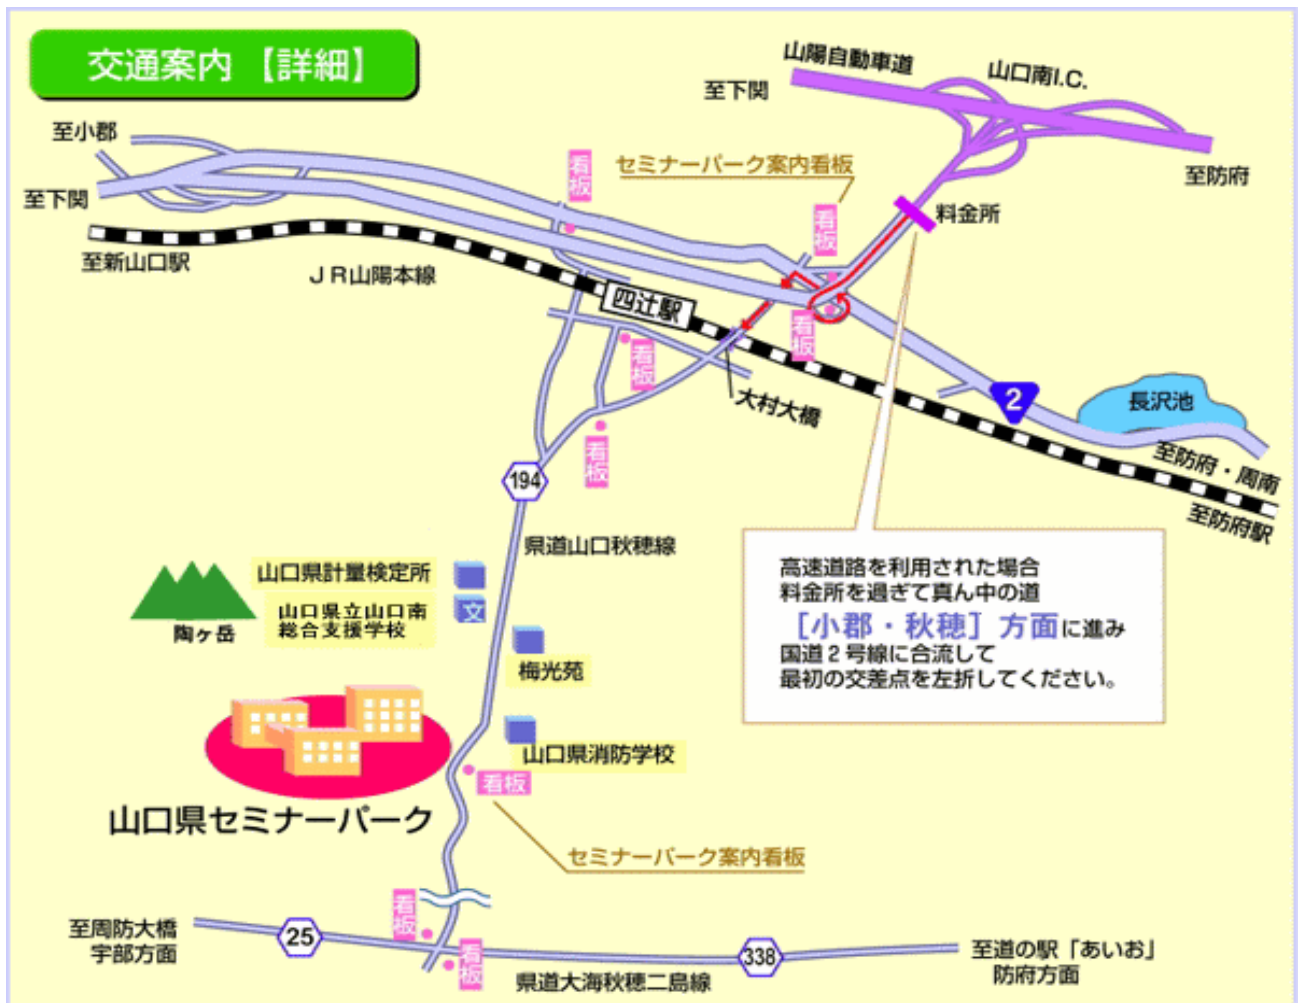 交通案内【詳細】
山陽自動車道
山口南I.C.
至下関
至小郡
至防府
セミナーパーク案内看板
看板
至下関
看板
料金所
至新山口駅
JR山陽本線
四辻駅
看板
看板
大村大橋
2
長沢池
看板
至防府・周南
194
至防府駅
県道山口秋穂線
高速道路を利用された場合
料金所を過ぎて真ん中の道
[小郡・秋穂]方面に進み
国道2号線に合流して
最初の交差点を左折してください。
山口県計量検定所
山口県立山口南
総合支援学校
文
陶ヶ岳
梅光苑
山口県消防学校
看板
山口県セミナーパーク
セミナーパーク案内看板
看板
至周防大橋
宇部方面
25
看板
338
至道の駅「あいお」
防府方面
県道大海秋穂二島線